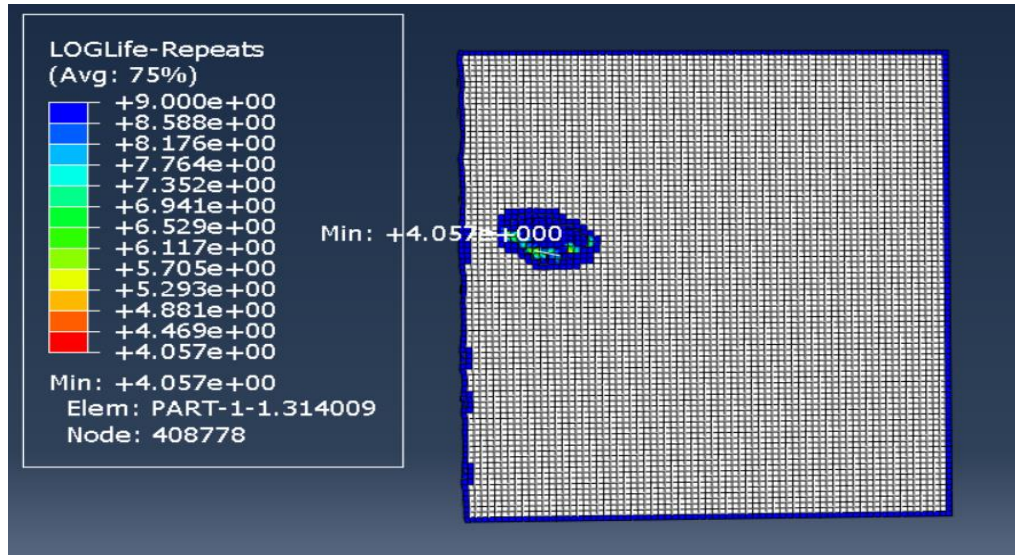 LOGLife-Repeats
(Avg: 75%)
+9.000e+00
+8.588e+00
+8.176e+00
+7.764e+00
+7.352e+00
+6.941e+00
+6.529e+00
+6.117e+00
+5.705e+00
+5.293e+00
+4.881e+00
+4.469e+00
+4.057e+00
Min: +4.057e+00
Elem: PART-1-1.314009
Node: 408778
Min: +4.057e+000